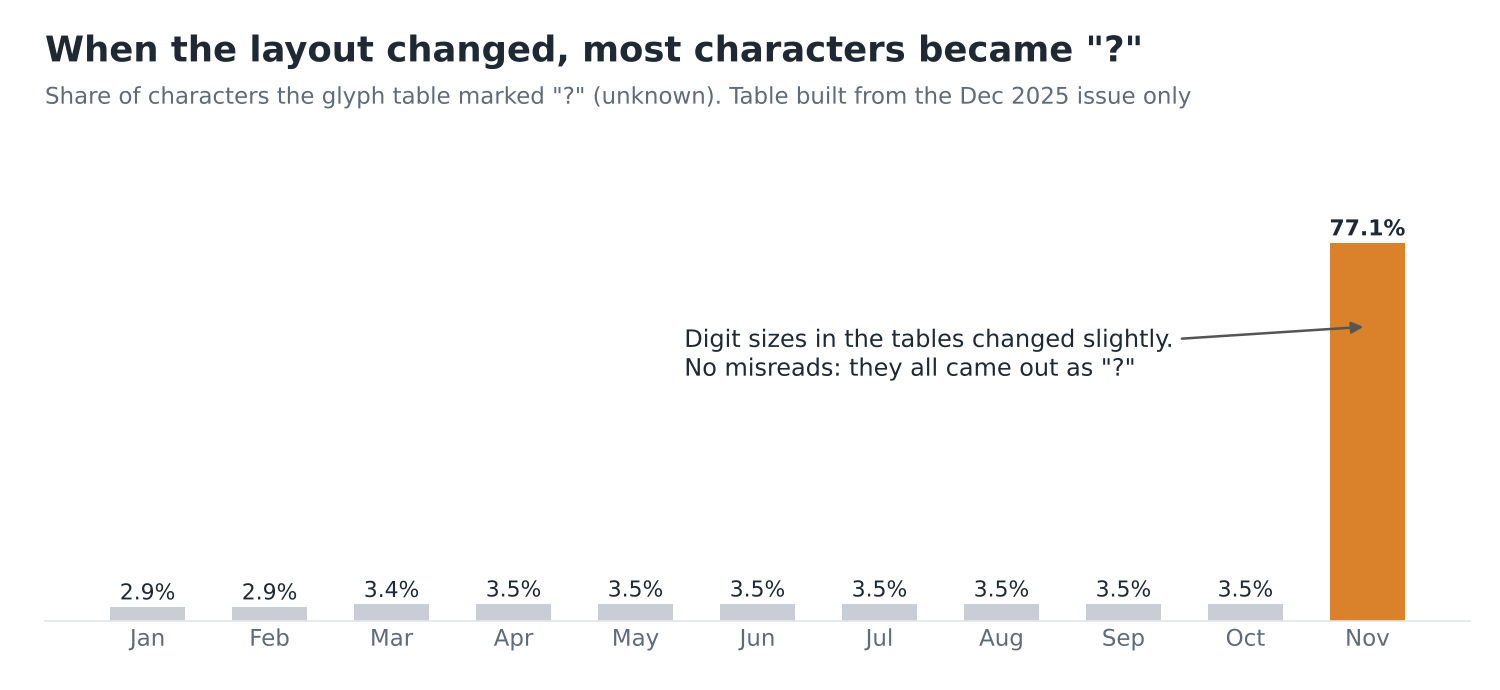 When the layout changed, most characters became "?"
Share of characters the glyph table marked "?" (unknown). Table built from the Dec 2025 issue only
77.1%
Digit sizes in the tables changed slightly.
No misreads: they all came out as "?"
2.9% 2.9% 3.4% 3.5% 3.5% 3.5% 3.5% 3.5% 3.5% 3.5%
Jan Feb Mar Apr May Jun Jul Aug Sep Oct Nov